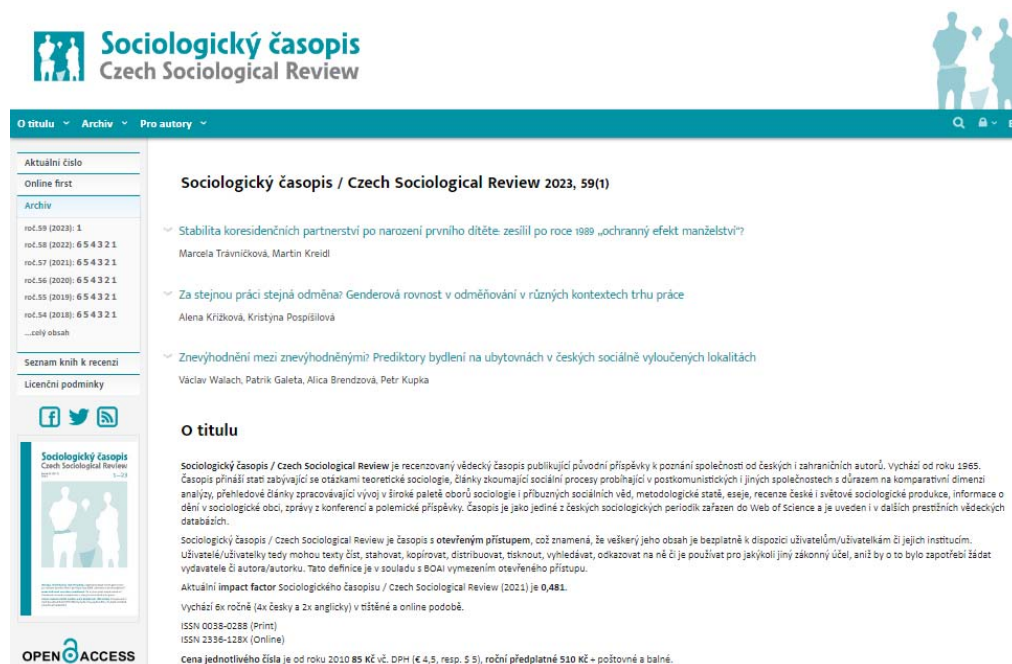 Sociologický časopis
Czech Sociological Review
O titulu Archiv Pro autory
Aktuální číslo
Online first
Archiv
roč.59 (2023): 1
roč.58 (2022): 6 5 4 3 2 1
roč.57 (2021): 6 5 4 3 2 1
roč.56 (2020): 6 5 4 3 2 1
roč.55 (2019): 6 5 4 3 2 1
roč.54 (2018): 6 5 4 3 2 1
...celý obsah
Seznam knih k recenzi
Licenční podmínky
Sociologický časopis
Czech Sociological Review
OPEN ACCESS
Sociologický časopis / Czech Sociological Review 2023, 59(1)
Stabilita koresidenčních partnerství po narození prvního dítěte: zesílil po roce 1989 „ochranný efekt manželství“?
Marcela Trávníčková, Martin Kreidl
Za stejnou práci stejná odměna? Genderová rovnost v odměňování v různých kontextech trhu práce
Alena Křížková, Kristýna Pospíšilová
Znevýhodnění mezi znevýhodněnými? Prediktory bydlení na ubytovnách v českých sociálně vyloučených lokalitách
Václav Walach, Patrik Galeta, Alica Brendzová, Petr Kupka
O titulu
Sociologický časopis / Czech Sociological Review je recenzovaný vědecký časopis publikující původní příspěvky k poznání společnosti od českých i zahraničních autorů. Vychází od roku 1965.
Časopis přináší stati zabývající se otázkami teoretické sociologie, články zkoumající sociální procesy probíhající v postkomunistických i jiných společnostech s důrazem na komparativní dimenzi
analýzy, přehledové články zpracovávající vývoj v široké paletě oborů sociologie i příbuzných sociálních věd, metodologické statě, eseje, recenze české i světové sociologické produkce, informace o
dění v sociologické obci, zprávy z konferencí a polemické příspěvky. Časopis je jako jediné z českých sociologických periodik zařazen do Web of Science a je uveden i v dalších prestižních vědeckých
databázích.
Sociologický časopis / Czech Sociological Review je časopis s otevřeným přístupem, což znamená, že veškerý jeho obsah je bezplatně k dispozici uživatelům/uživatelkám či jejich institucím.
Uživatelé/uživatelky tedy mohou texty číst, stahovat, kopírovat, distribuovat, tisknout, vyhledávat, odkazovat na ně či je používat pro jakýkoli jiný zákonný účel, aniž by o to bylo zapotřebí žádat
vydavatele či autora/autorku. Tato definice je v souladu s BOAI vymezením otevřeného přístupu.
Aktuální impact factor Sociologického časopisu / Czech Sociological Review (2021) je 0,481.
Vychází 6x ročně (4x česky a 2x anglicky) v tištěné a online podobě.
ISSN 0038-0288 (Print)
ISSN 2336-128X (Online)
Cena jednotlivého čísla je od roku 2010 85 Kč vč. DPH (€ 4,5, resp. $ 5), roční předplatné 510 Kč + poštovné a balné.